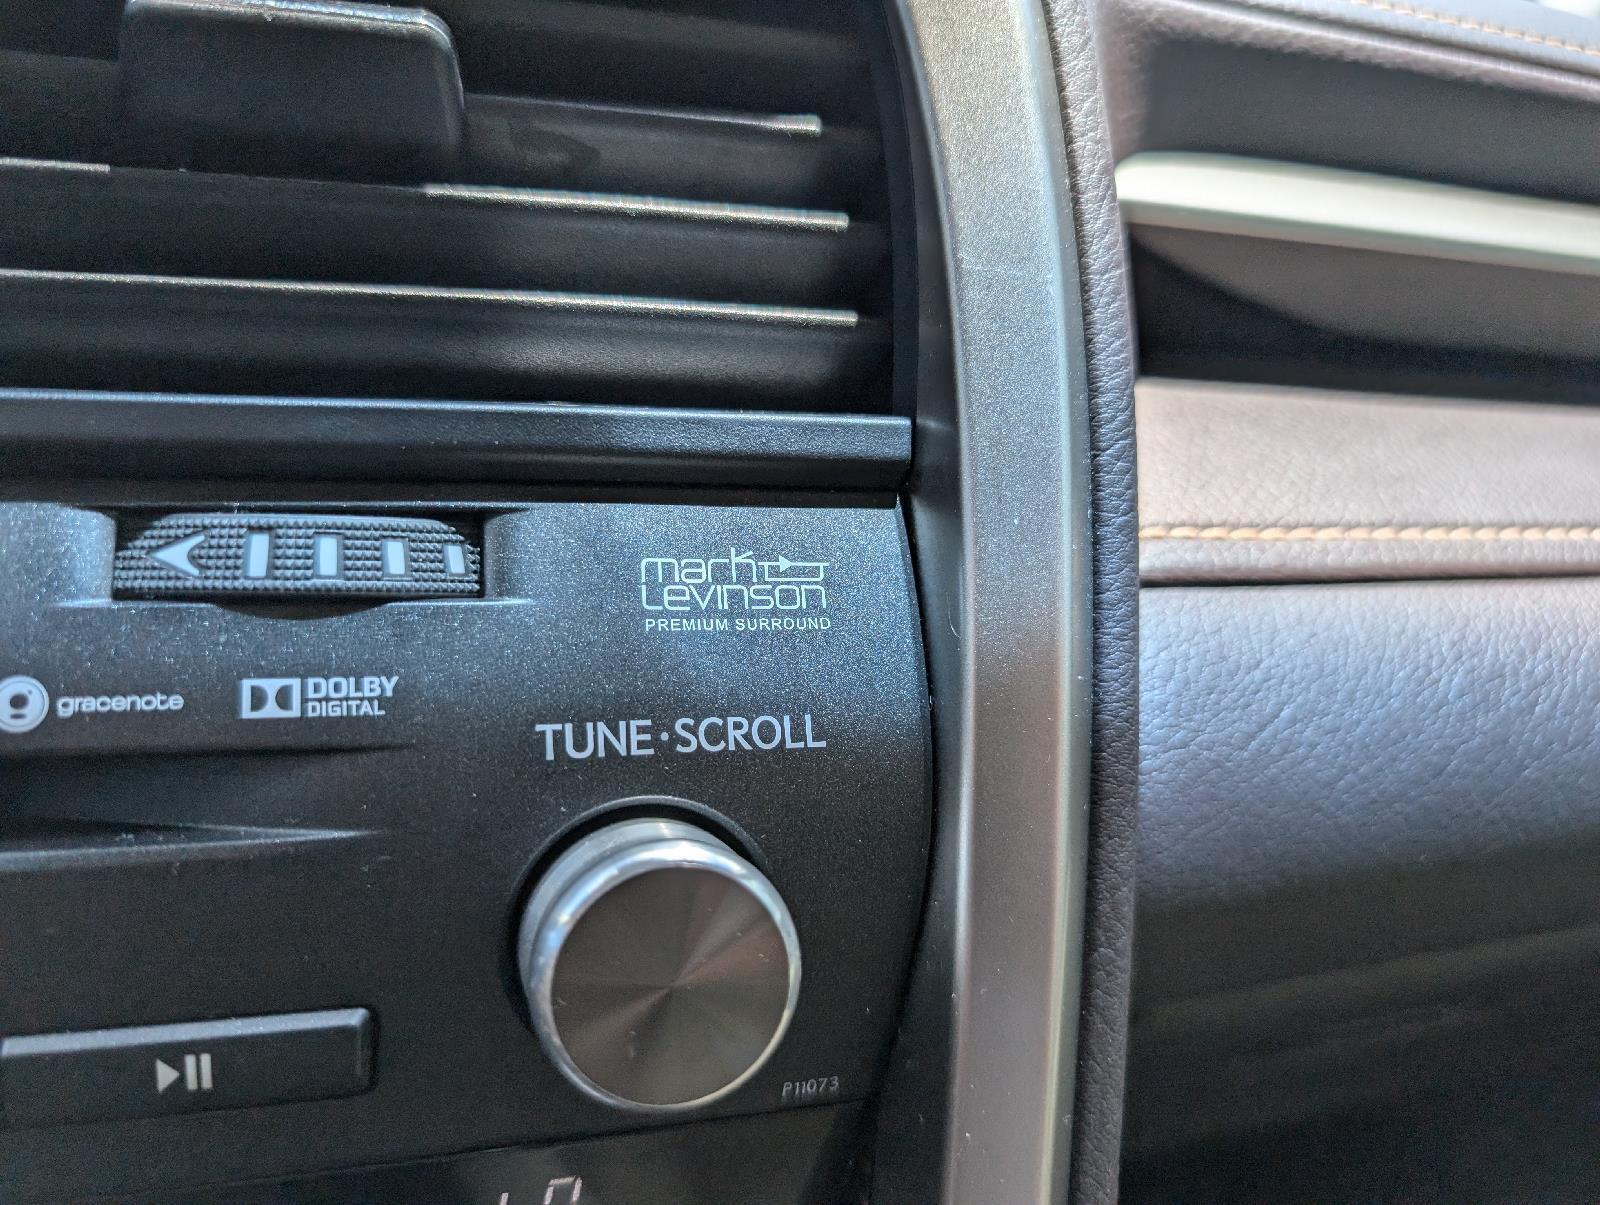 mark
Levinson
PREMIUM SURROUND
gracenote
DOLBY
DIGITAL
TUNE·SCROLL
P11073